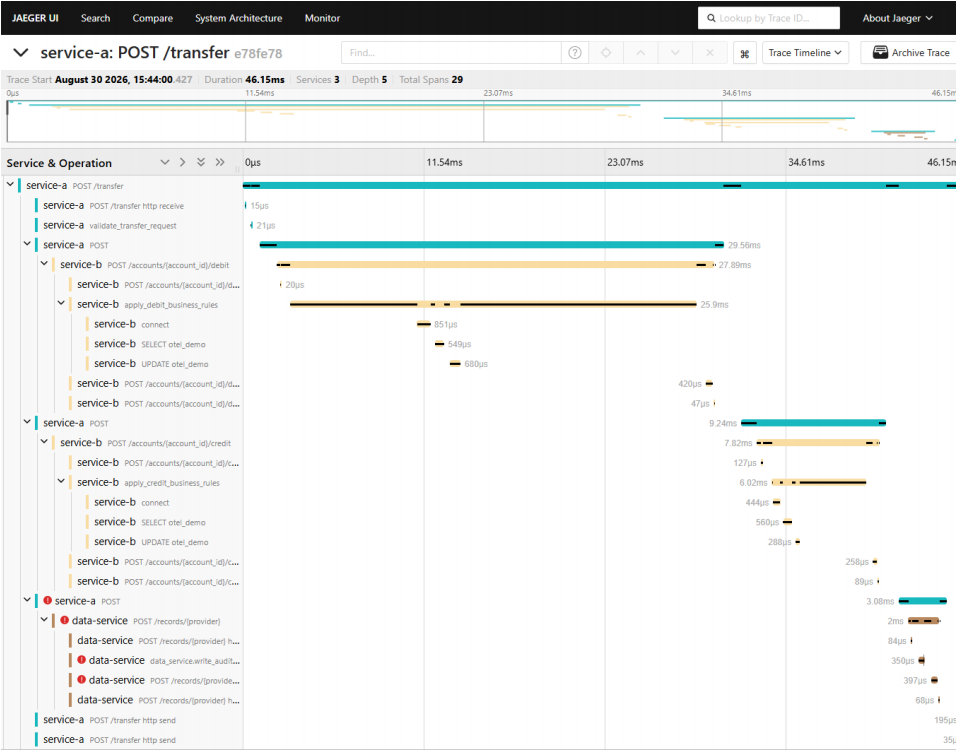 JAEGER UI Search Compare System Architecture Monitor Lookup by Trace ID... About Jaeger
service-a: POST /transfer e78fe78 Find... ? ⌘ Trace Timeline Archive Trace
Trace Start August 30 2026, 15:44:00.427 Duration 46.15ms Services 3 Depth 5 Total Spans 29
0μs 11.54ms 23.07ms 34.61ms 46.15m
Service & Operation 0μs 11.54ms 23.07ms 34.61ms 46.15m
service-a POST /transfer
service-a POST /transfer http receive 15μs
service-a validate_transfer_request 21μs
service-a POST 29.56ms
service-b POST /accounts/{account_id}/debit 27.89ms
service-b POST /accounts/{account_id}/d... 20μs
service-b apply_debit_business_rules 25.9ms
service-b connect 851μs
service-b SELECT otel_demo 549μs
service-b UPDATE otel_demo 680μs
service-b POST /accounts/{account_id}/d... 420μs
service-b POST /accounts/{account_id}/d... 47μs
service-a POST 9.24ms
service-b POST /accounts/{account_id}/credit 7.82ms
service-b POST /accounts/{account_id}/c... 127μs
service-b apply_credit_business_rules 6.02ms
service-b connect 444μs
service-b SELECT otel_demo 560μs
service-b UPDATE otel_demo 288μs
service-b POST /accounts/{account_id}/c... 258μs
service-b POST /accounts/{account_id}/c... 89μs
service-a POST 3.08ms
data-service POST /records/{provider} 2ms
data-service POST /records/{provider} h... 84μs
data-service data_service.write_audit... 350μs
data-service POST /records/{provide... 397μs
data-service POST /records/{provider} h... 68μs
service-a POST /transfer http send 195μ
service-a POST /transfer http send 35μ